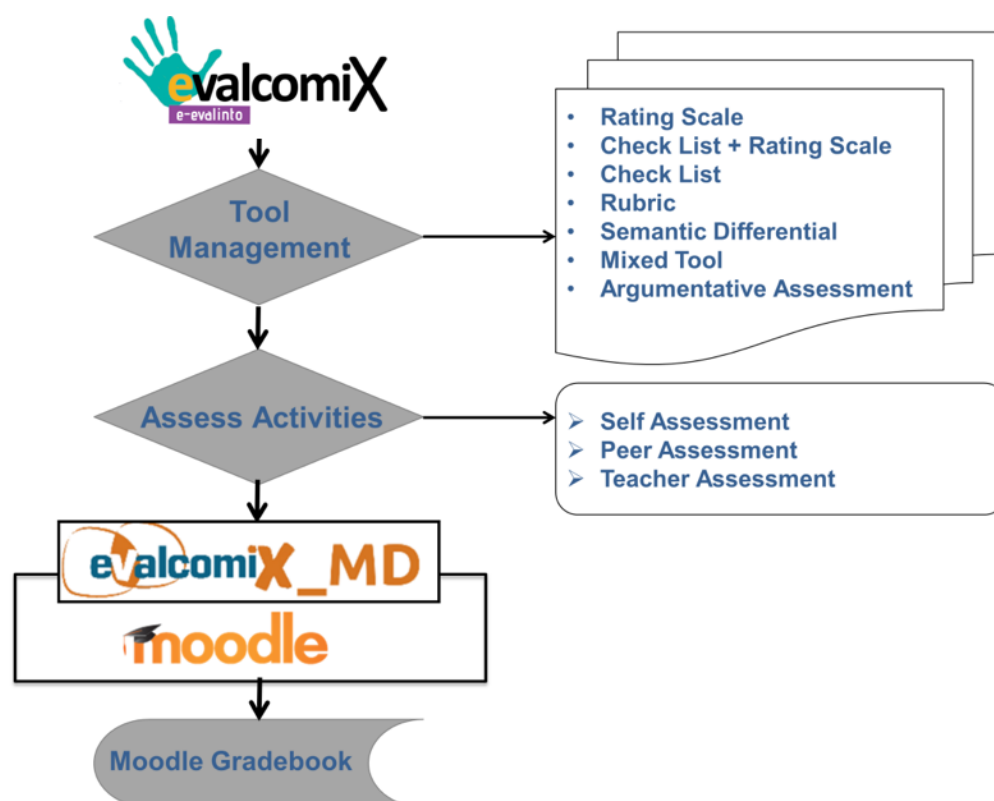 evalcomiX
e-evalinto
Tool
Management
• Rating Scale
• Check List + Rating Scale
• Check List
• Rubric
• Semantic Differential
• Mixed Tool
• Argumentative Assessment
Assess Activities
➢ Self Assessment
➢ Peer Assessment
➢ Teacher Assessment
evalcomiX_MD
moodle
Moodle Gradebook